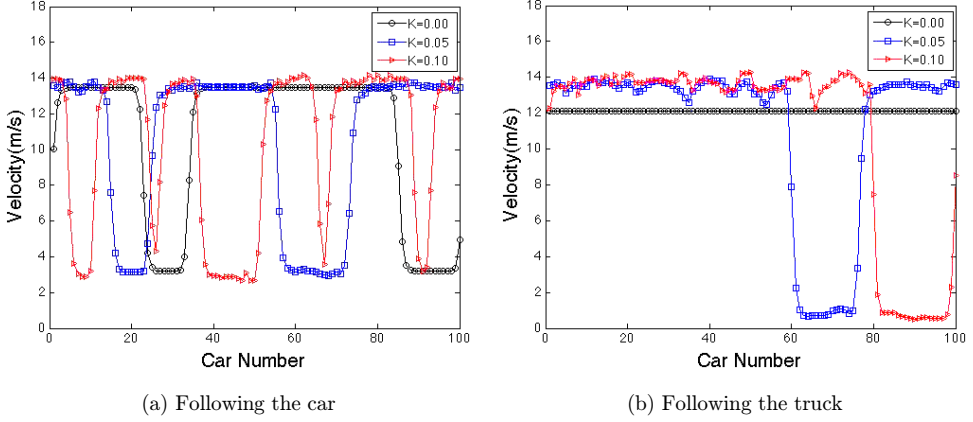 18
16
14
12
10
8
6
4
2
0
Velocity(m/s)
0 20 40 60 80 100
Car Number
K=0.00
K=0.05
K=0.10
(a) Following the car
18
16
14
12
10
8
6
4
2
0
Velocity(m/s)
0 20 40 60 80 100
Car Number
K=0.00
K=0.05
K=0.10
(b) Following the truck